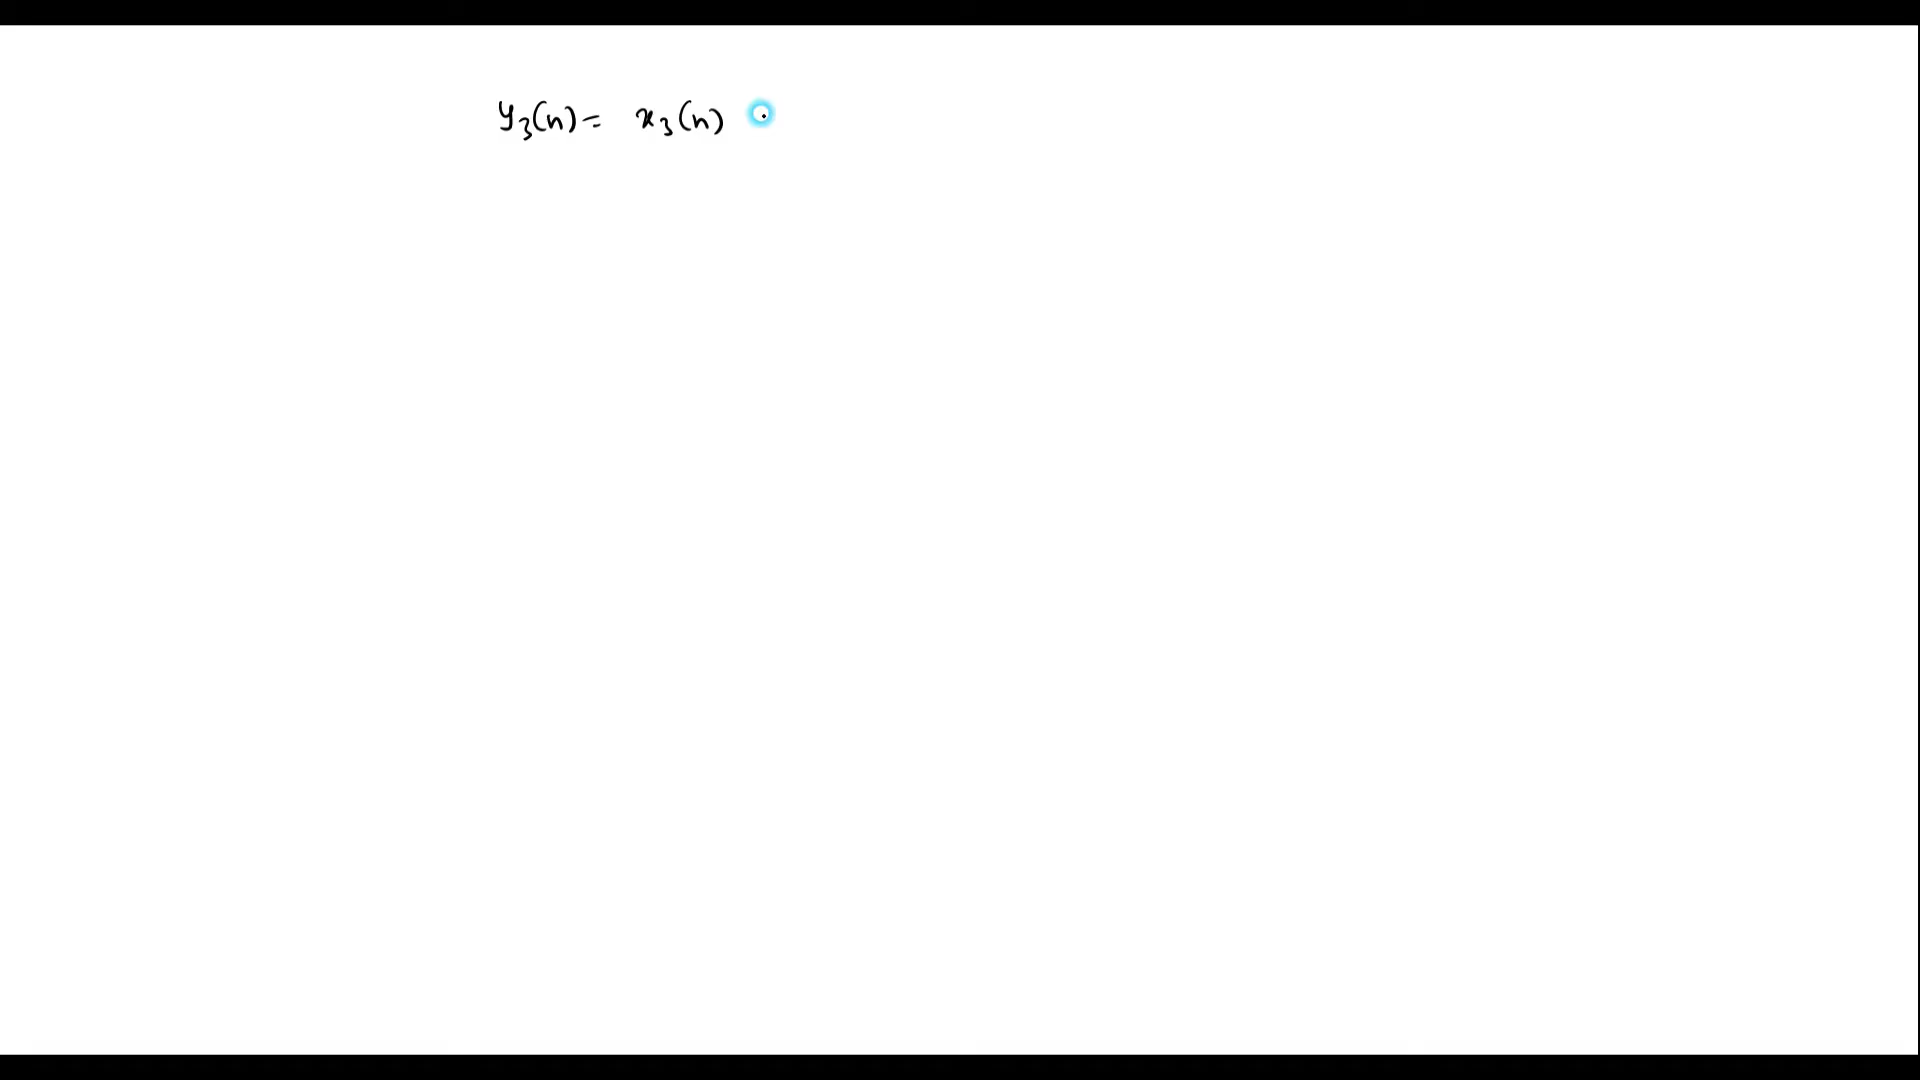 y₃(n) = x₃(n)